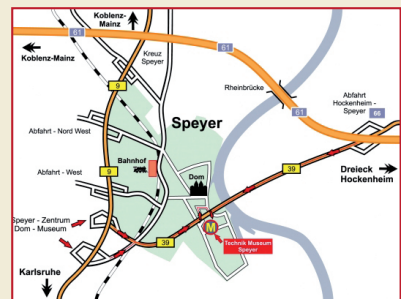 Koblenz-
Mainz
61
Koblenz-Mainz
Kreuz
Speyer
61
9
Rheinbrücke
Abfahrt
Hockenheim -
Speyer
66
61
Speyer
Abfahrt - Nord West
Bahnhof
39
Dreieck
Hockenheim
Abfahrt - West
9
Dom
Speyer - Zentrum
Dom - Museum
M
39
Technik Museum
Speyer
Karlsruhe